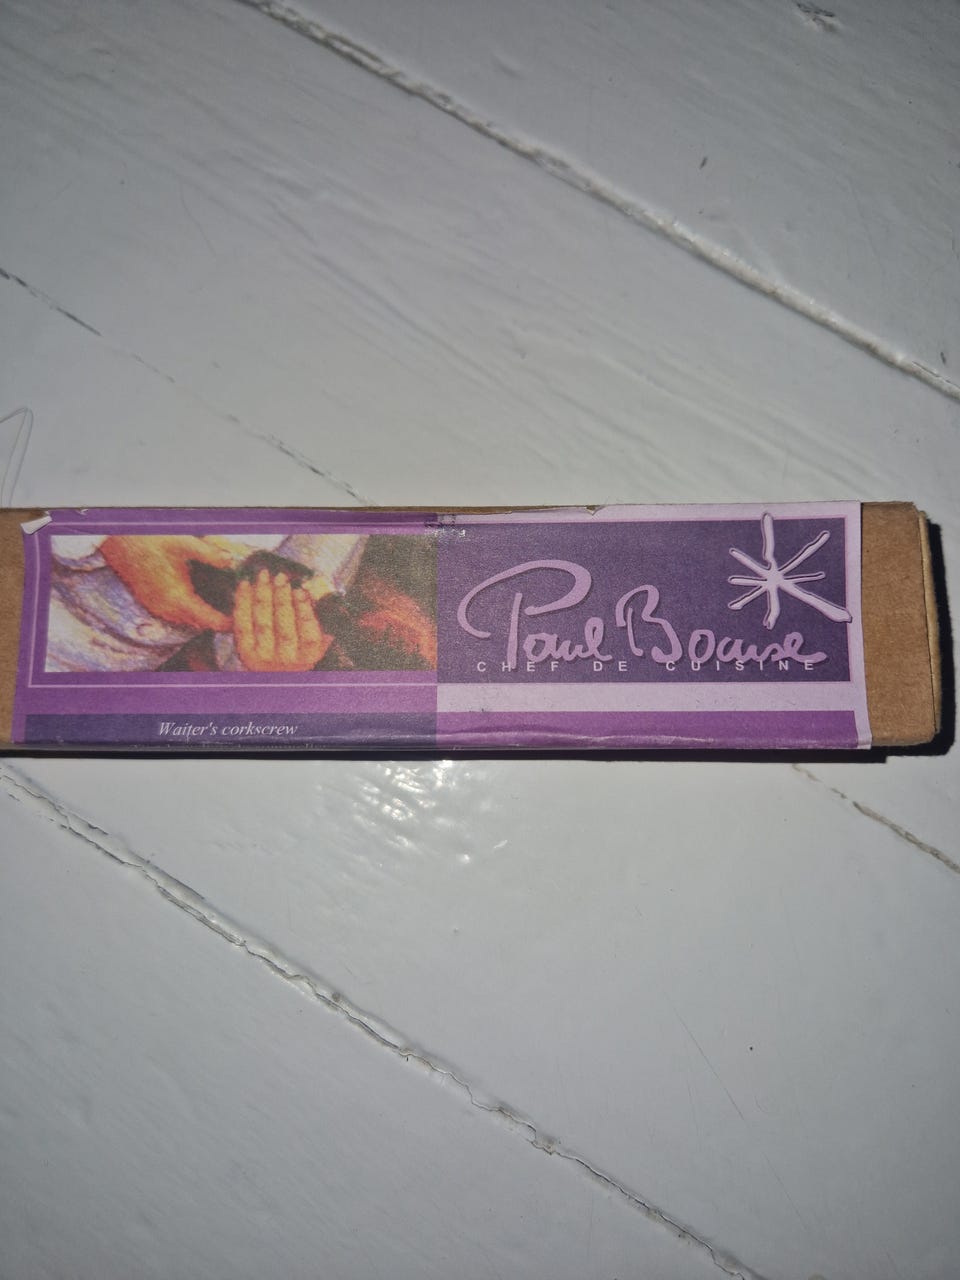 Paul Bocuse
CHEF DE CUISINE
Waiter's corkscrew